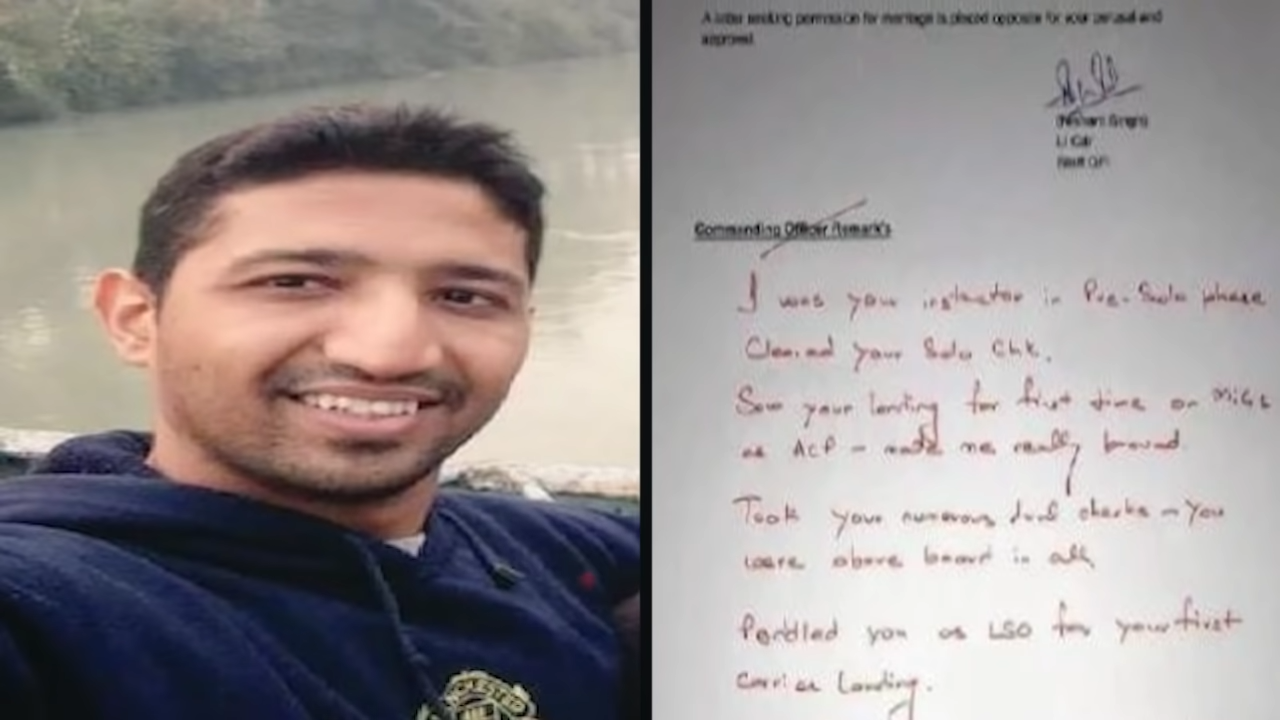 A letter seeking permission for marriage is placed opposite for your perusal and
approval
(Nishant Singh)
Lt Cdr
Commanding Officer Remark's
I was your instructor in Pre-Solo phase
Cleared your Solo Chk.
Saw your landing for first time on MiGs
as ACP - made me really proud
Took your numerous dual checks - You
were above board in all
Paddled you as LSO for your first
Carrier Landing.